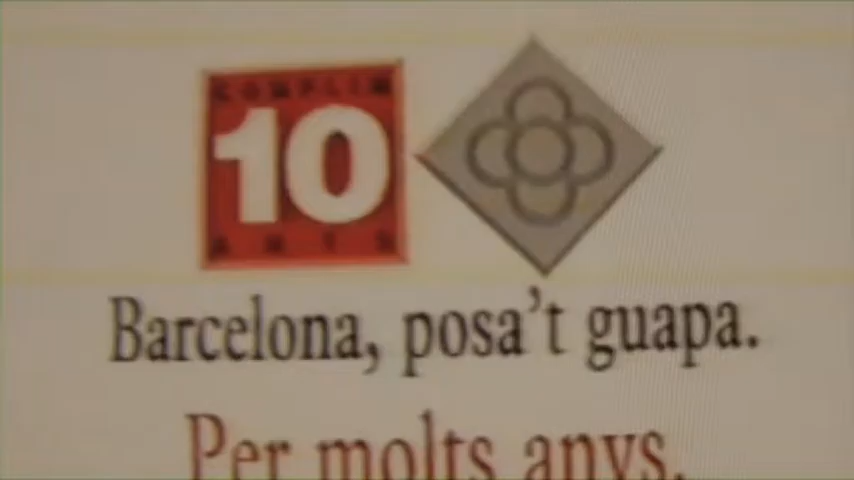 COMPLIM
10
ANYS
Barcelona, posa't guapa.
Per molts anys.